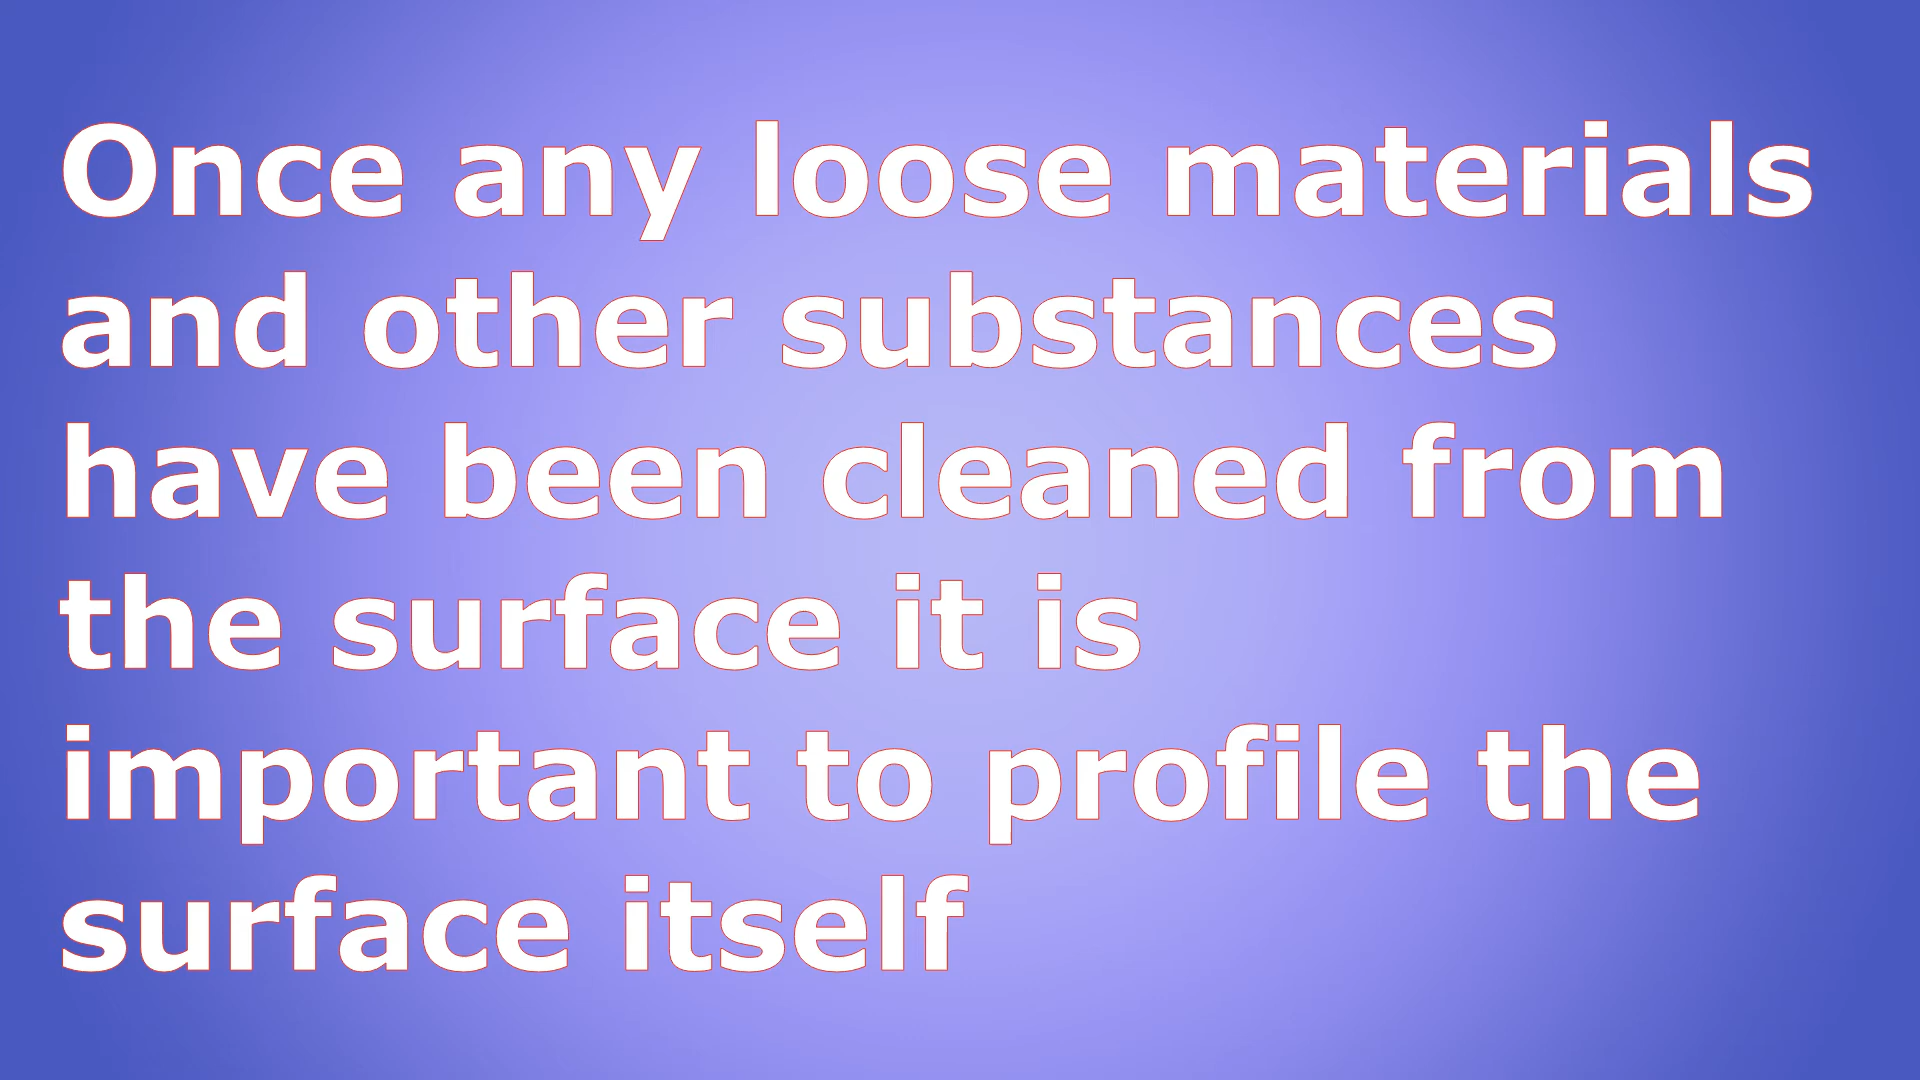 Once any loose materials
and other substances
have been cleaned from
the surface it is
important to profile the
surface itself